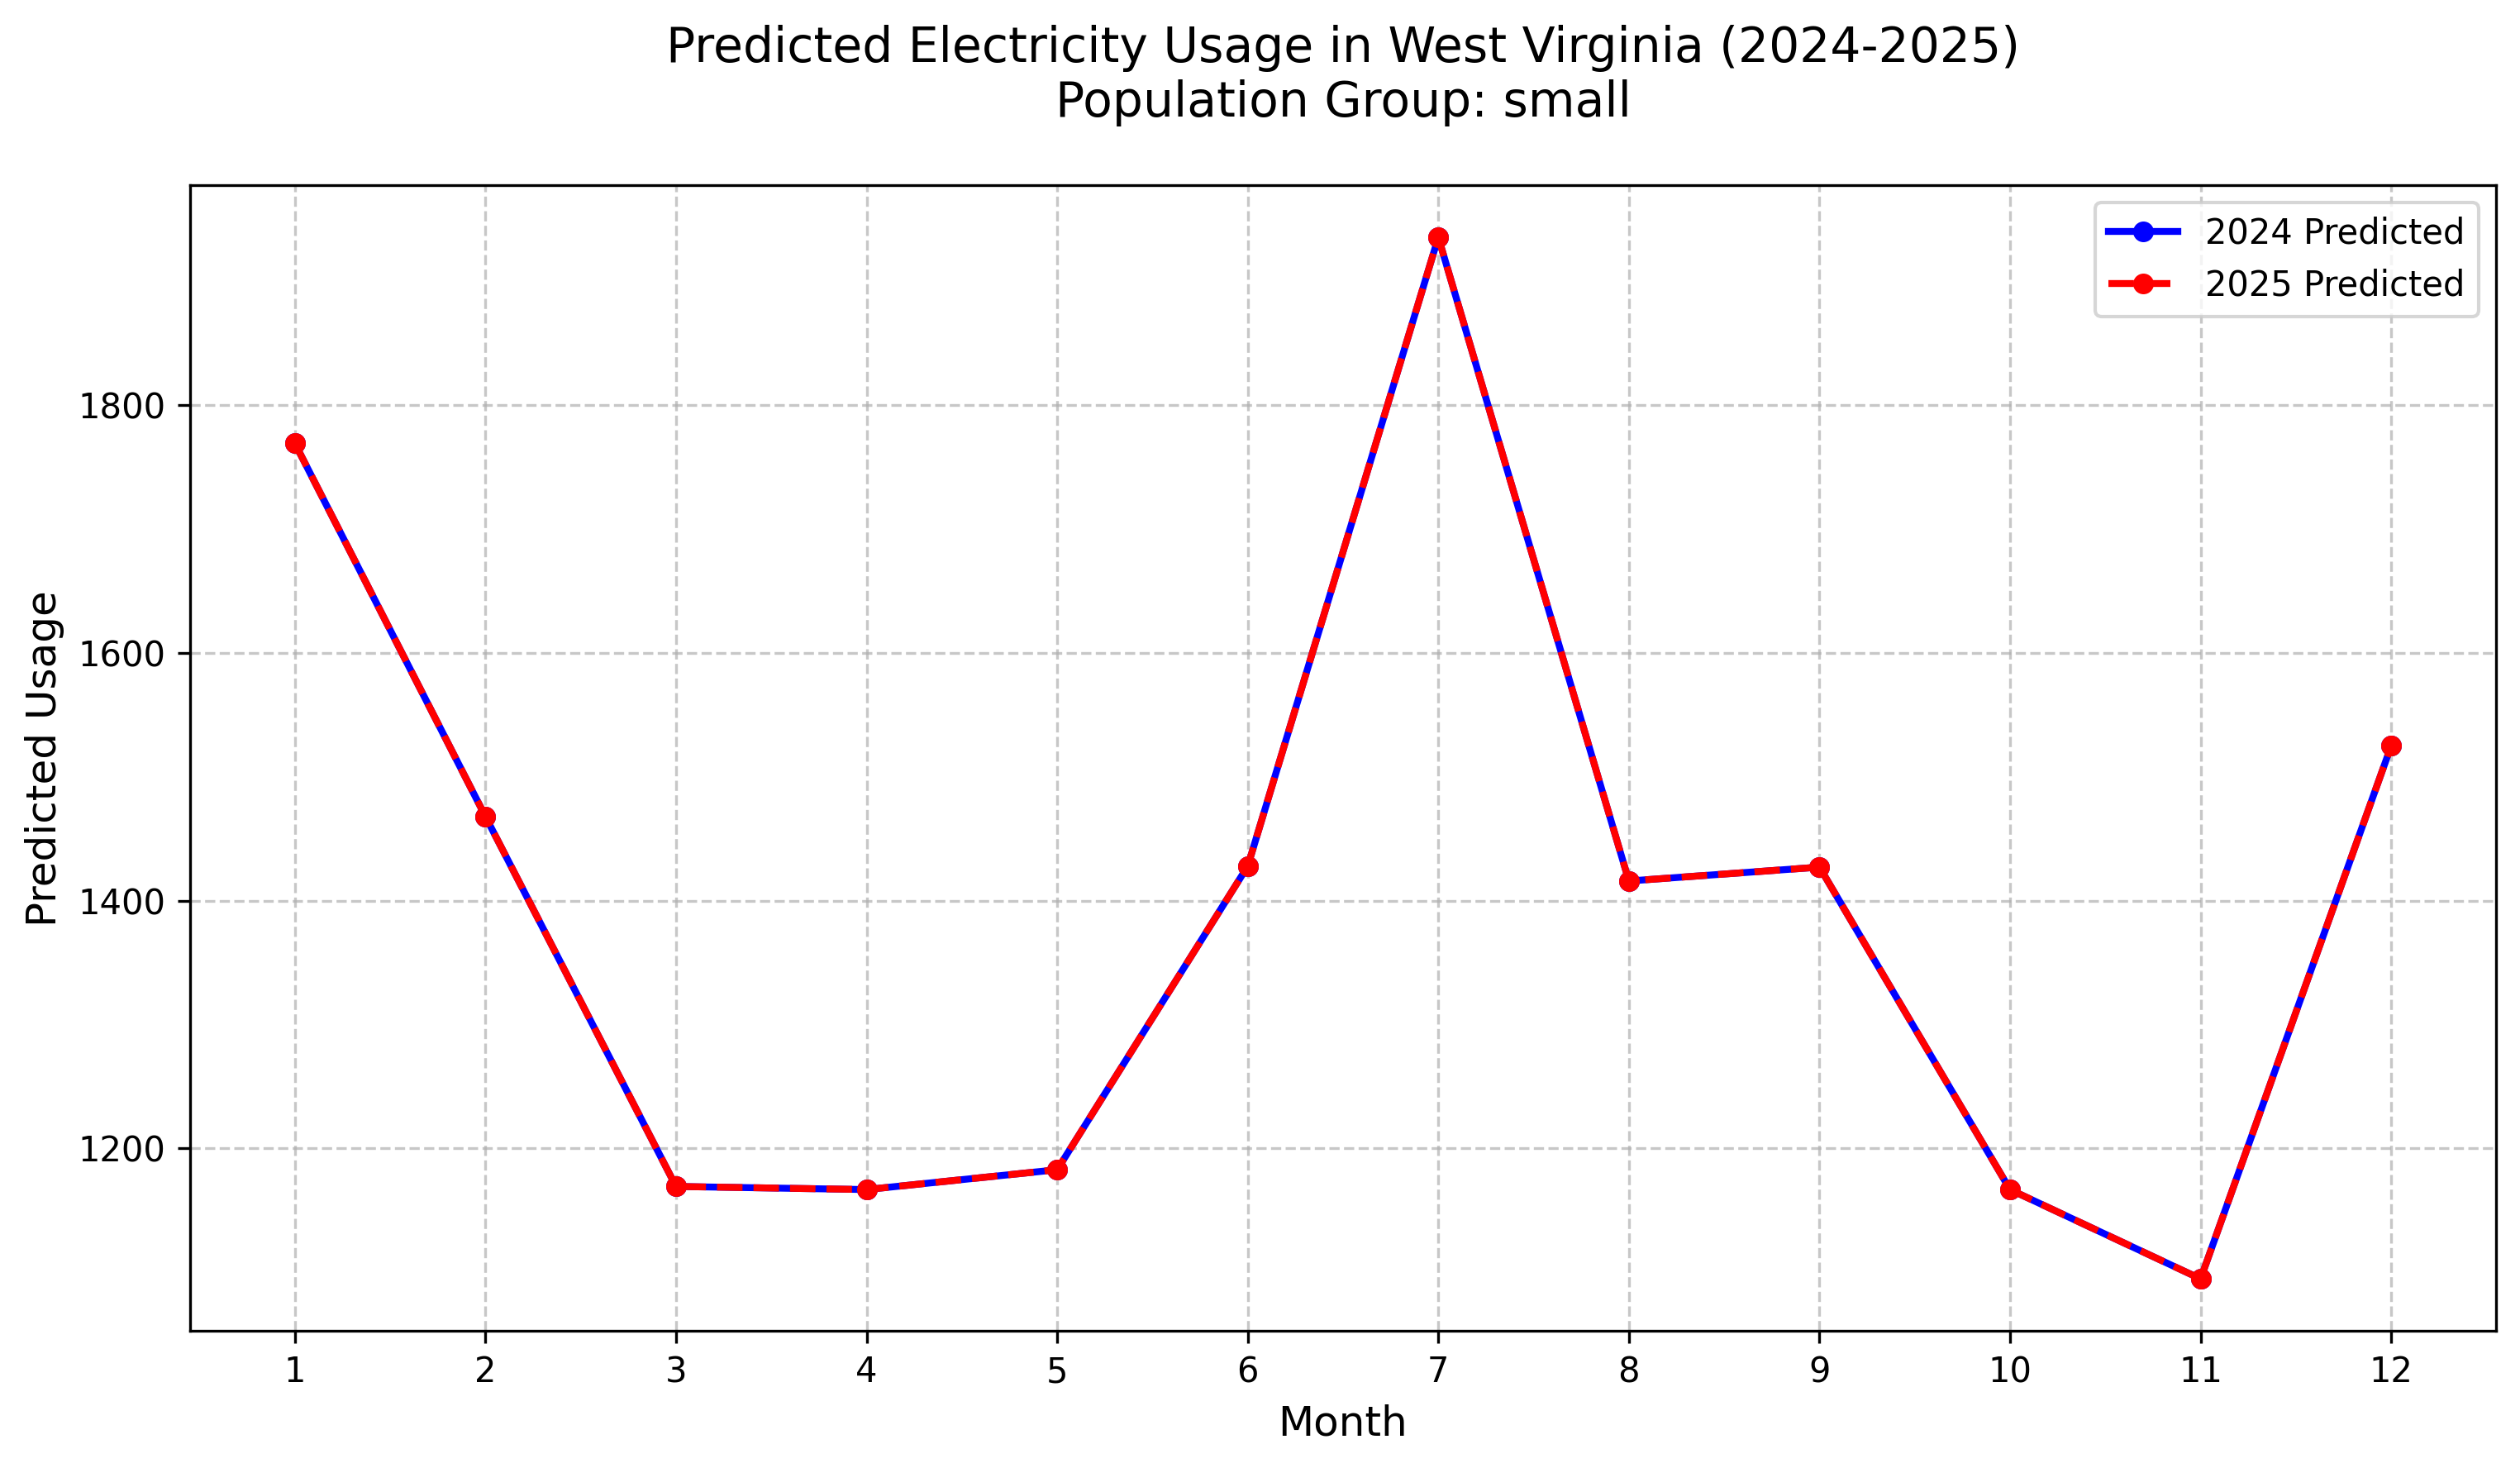 Predicted Electricity Usage in West Virginia (2024-2025)
Population Group: small
2024 Predicted
2025 Predicted
Predicted Usage
1800
1600
1400
1200
1 2 3 4 5 6 7 8 9 10 11 12
Month